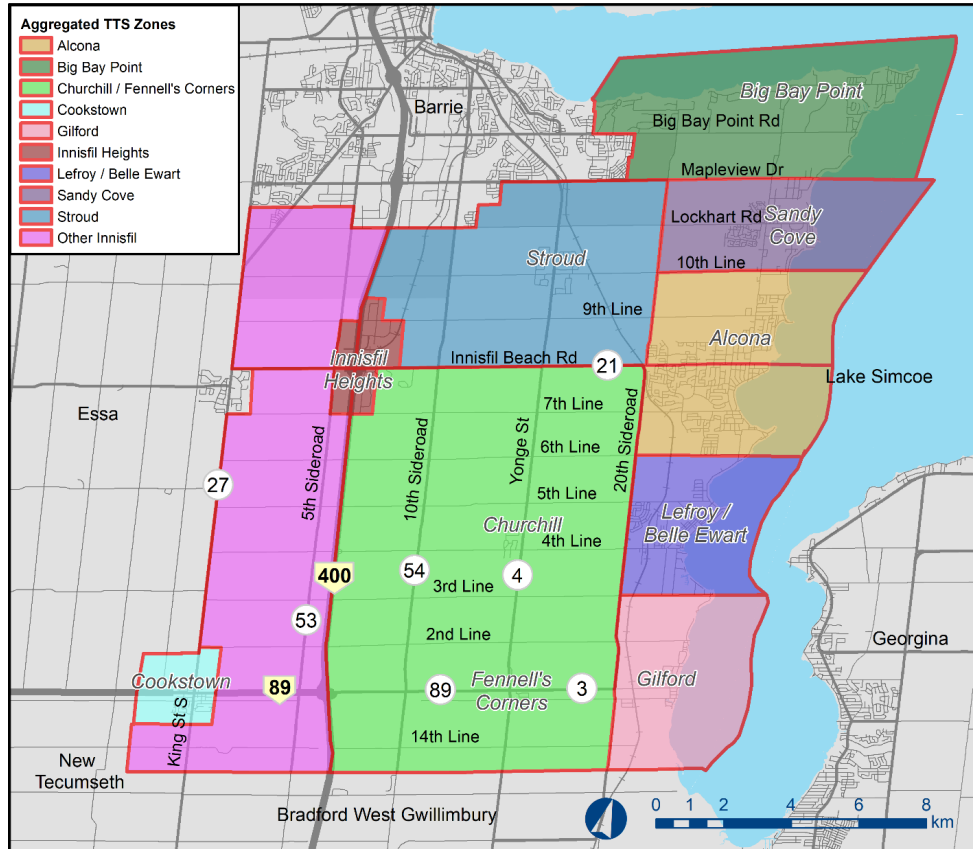 Aggregated TTS Zones
Alcona
Big Bay Point
Churchill / Fennell's Corners
Cookstown
Gilford
Innisfil Heights
Lefroy / Belle Ewart
Sandy Cove
Stroud
Other Innisfil
Barrie
Big Bay Point
Big Bay Point Rd
Mapleview Dr
Lockhart Rd
Sandy
Cove
10th Line
Stroud
9th Line
Alcona
Innisfil
Heights
Innisfil Beach Rd
21
Lake Simcoe
Essa
7th Line
6th Line
5th Line
4th Line
3rd Line
2nd Line
14th Line
27
5th Sideroad
10th Sideroad
Yonge St
20th Sideroad
Churchill
Lefroy /
Belle Ewart
400
54
4
53
Georgina
Cookstown
89
89
Fennell's
Corners
3
Gilford
King St S
New
Tecumseth
Bradford West Gwillimbury
0 1 2 4 6 8
km